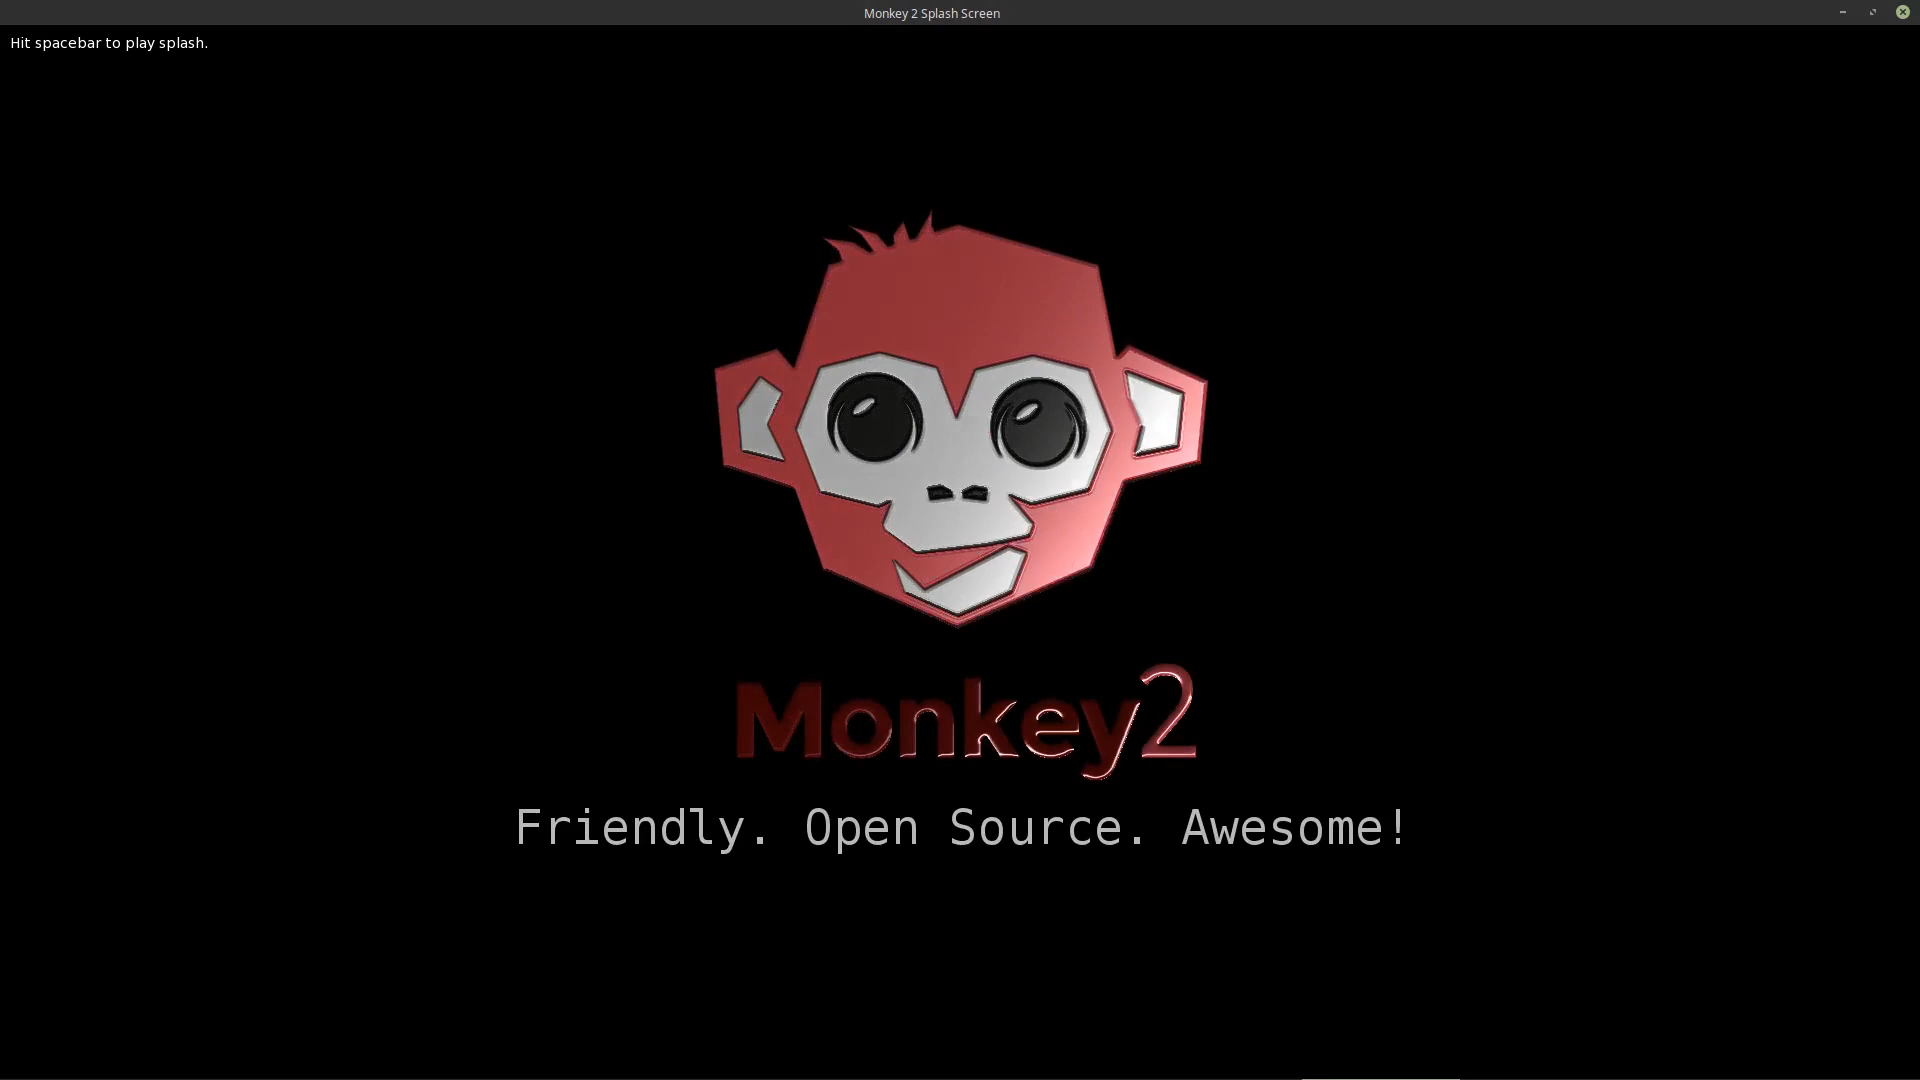 Monkey 2 Splash Screen
Hit spacebar to play splash.
Monkey2
Friendly. Open Source. Awesome!